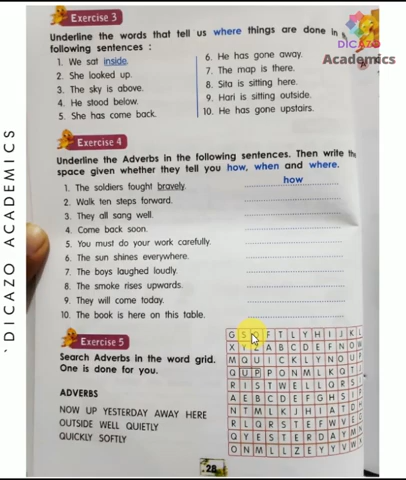 Exercise 3
Underline the words that tell us where things are done in
following sentences :
1. We sat inside.
2. She looked up.
3. The sky is above.
4. He stood below.
5. She has come back.
6. He has gone away.
7. The map is there.
8. Sita is sitting here.
9. Hari is sitting outside.
10. He has gone upstairs.
DICAZO
Academics
Exercise 4
Underline the Adverbs in the following sentences. Then write the
space given whether they tell you how, when and where.
1. The soldiers fought bravely. how
2. Walk ten steps forward.
3. They all sang well.
4. Come back soon.
5. You must do your work carefully.
6. The sun shines everywhere.
7. The boys laughed loudly.
8. The smoke rises upwards.
9. They will come today.
10. The book is here on this table.
Exercise 5
Search Adverbs in the word grid.
One is done for you.
ADVERBS
NOW UP YESTERDAY AWAY HERE
OUTSIDE WELL QUIETLY
QUICKLY SOFTLY
G S O F T L Y H I J K L
X Y Z A B C D E F N O W
M Q U I C K L Y N O U P
Q U P P O N M L K Q T J
R I S T W E L L Q R S
A E B C D E F G H S I
N T M L K J H I A T D H
R L Q R S T E F W V E
Q Y E S T E R D A Y M
O N M L L Z E Y Y V W
28
DICAZO ACADEMICS